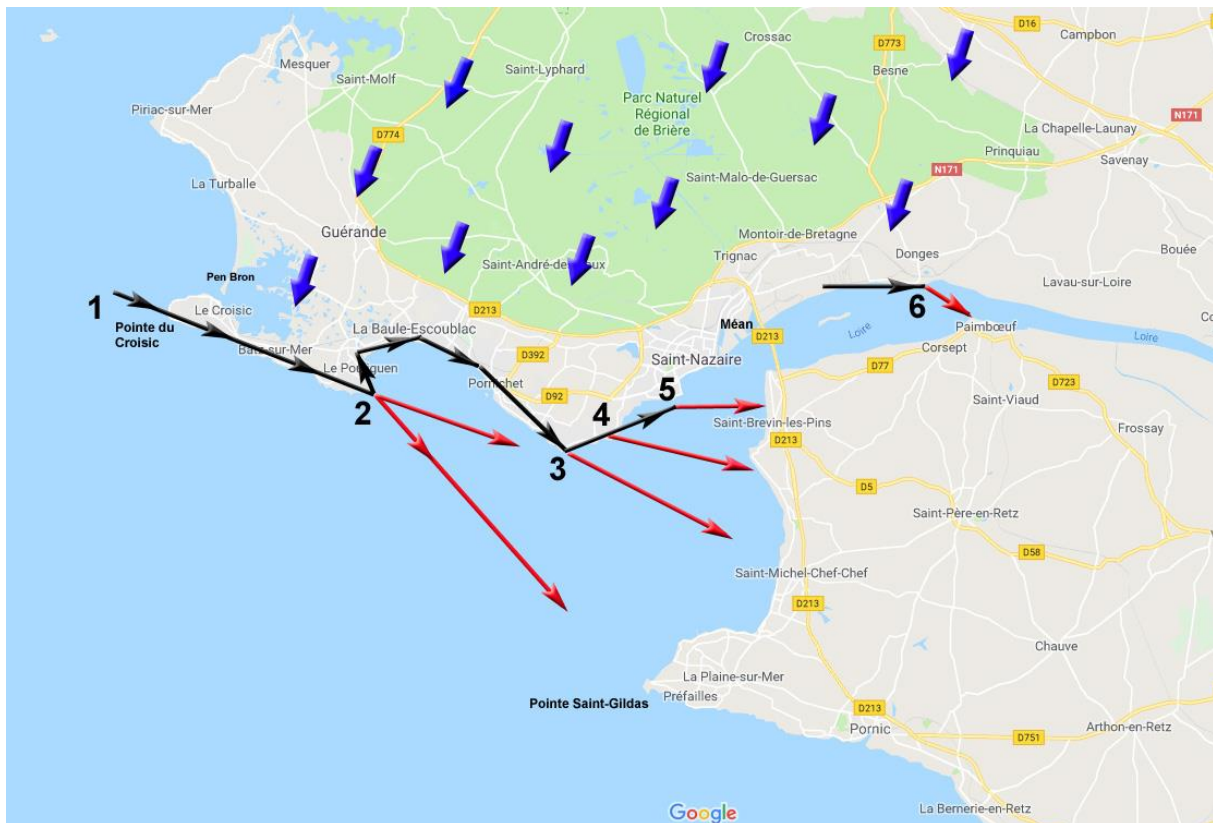 D16
Campbon
Crossac
D773
Mesquer
Saint-Molf
Saint-Lyphard
Besne
Parc Naturel
Régional
de Brière
Piriac-sur-Mer
N171
La Chapelle-Launay
D774
Prinquiau
Savenay
N171
La Turballe
Saint-Malo-de-Guersac
Guérande
Montoir-de-Bretagne
Trignac
Donges
Bouée
Saint-André-de
Pen Bron
Lavau-sur-Loire
1
Le Croisic
D213
6
Pointe du
Croisic
La Baule-Escoublac
Méan
D213
Loire
Paimbœuf
Loire
Batz-sur-Mer
D392
D392
Saint-Nazaire
Corsept
Le Pouliguen
D77
Pornichet
D92
D723
5
Saint-Viaud
2
4
Saint-Brevin-les-Pins
Frossay
D213
3
D5
Saint-Père-en-Retz
D58
Saint-Michel-Chef-Chef
D213
Chauve
La Plaine-sur-Mer
Préfailles
Pointe Saint-Gildas
D213
Pornic
Arthon-en-Retz
D751
Google
La Bernerie-en-Retz